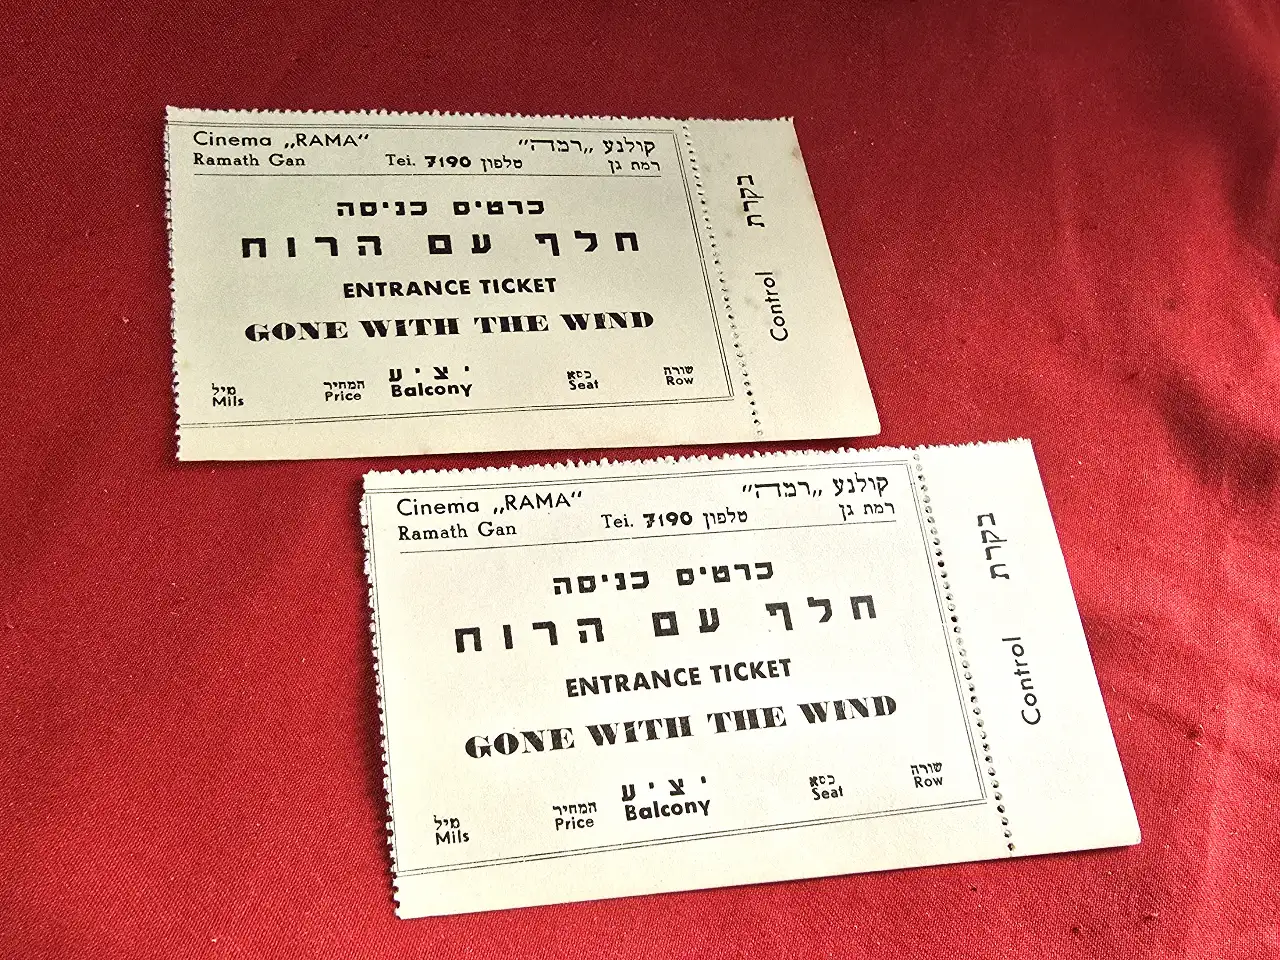 Cinema „RAMA“ קולנע „רמה”
Ramath Gan Tei. 7190 טלפון רמת גן
כרטיס כניסה
חלף עם הרוח
ENTRANCE TICKET
GONE WITH THE WIND
מיל המחיר יציע כסא שורה
Mils Price Balcony Seat Row
בקרת
Control
Cinema „RAMA“ קולנע „רמה”
Ramath Gan Tei. 7190 טלפון רמת גן
כרטיס כניסה
חלף עם הרוח
ENTRANCE TICKET
GONE WITH THE WIND
מיל המחיר יציע כסא שורה
Mils Price Balcony Seat Row
בקרת
Control